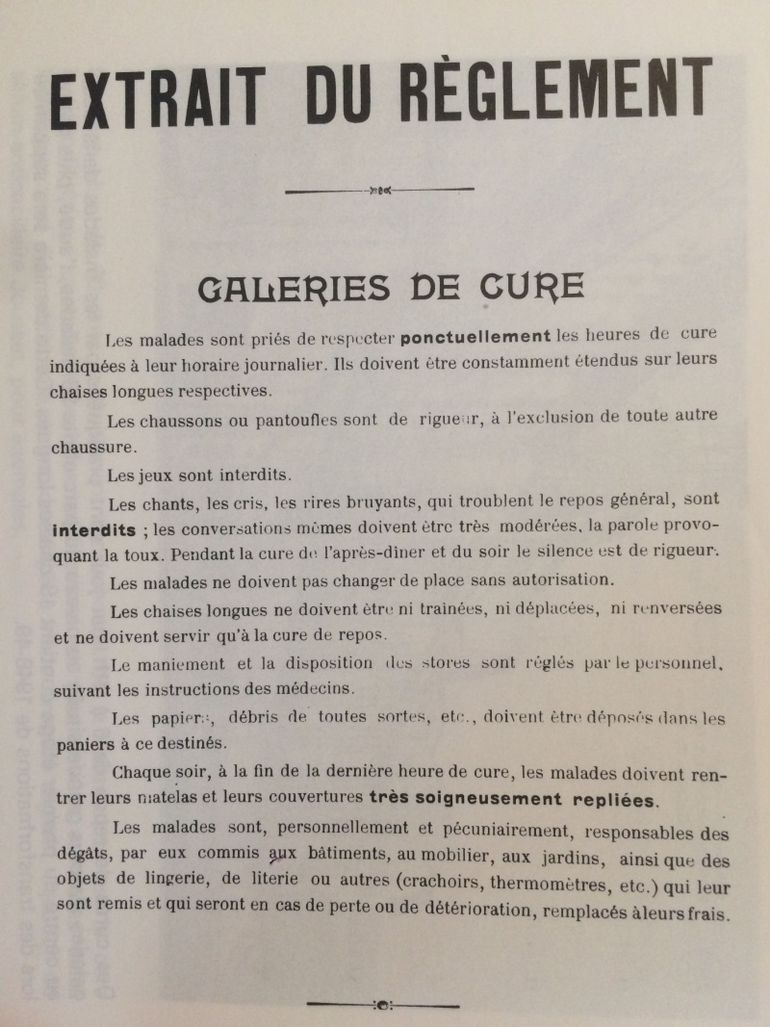 EXTRAIT DU RÈGLEMENT
GALERIES DE CURE
Les malades sont priés de respecter ponctuellement les heures de cure
indiquées à leur horaire journalier. Ils doivent être constamment étendus sur leurs
chaises longues respectives.
Les chaussons ou pantoufles sont de rigueur, à l'exclusion de toute autre
chaussure.
Les jeux sont interdits.
Les chants, les cris, les rires bruyants, qui troublent le repos général, sont
interdits ; les conversations mêmes doivent être très modérées, la parole provo-
quant la toux. Pendant la cure de l'après-dîner et du soir le silence est de rigueur.
Les malades ne doivent pas changer de place sans autorisation.
Les chaises longues ne doivent être ni trainées, ni déplacées, ni renversées
et ne doivent servir qu'à la cure de repos.
Le maniement et la disposition des stores sont réglés par le personnel,
suivant les instructions des médecins.
Les papiers, débris de toutes sortes, etc., doivent être déposés dans les
paniers à ce destinés.
Chaque soir, à la fin de la dernière heure de cure, les malades doivent ren-
trer leurs matelas et leurs couvertures très soigneusement repliées.
Les malades sont, personnellement et pécuniairement, responsables des
dégâts, par eux commis aux bâtiments, au mobilier, aux jardins, ainsi que des
objets de lingerie, de literie ou autres (crachoirs, thermomètres, etc.) qui leur
sont remis et qui seront en cas de perte ou de détérioration, remplacés àleurs frais.